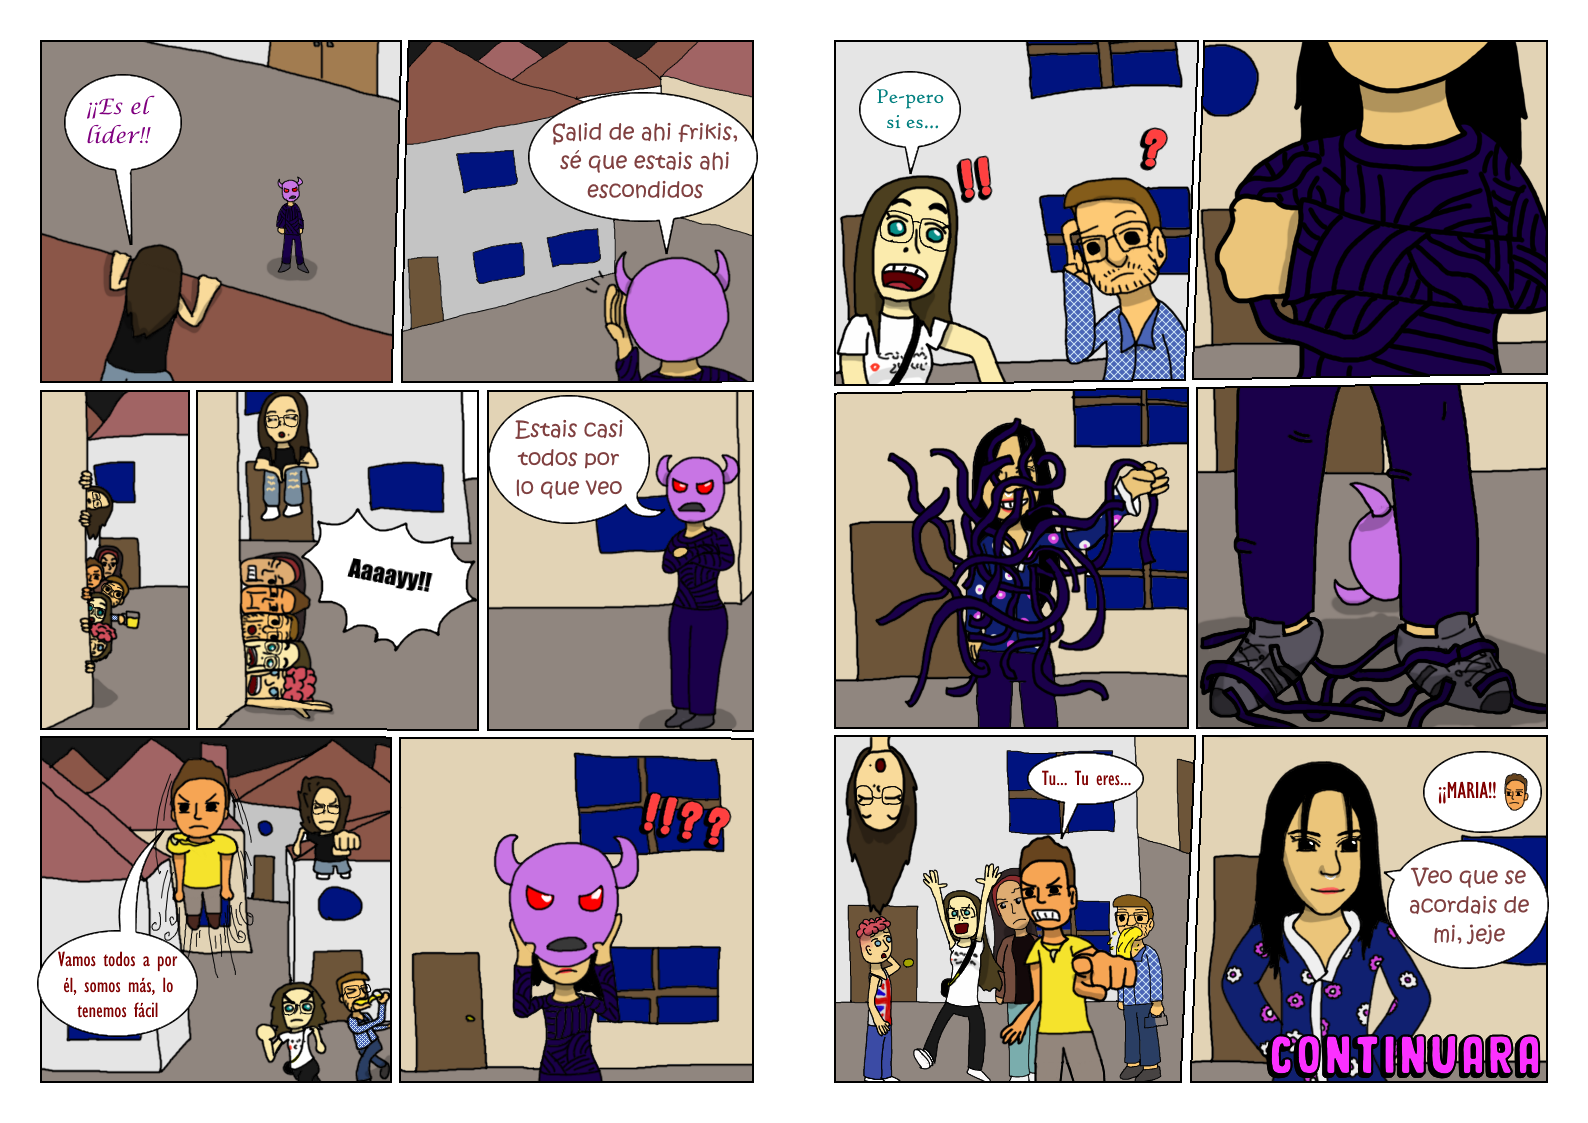 ¡¡Es el
lider!!
Salid de ahi frikis,
sé que estais ahi
escondidos
Aaaayy!!
Estais casi
todos por
lo que veo
Vamos todos a por
él, somos más, lo
tenemos fácil
!!??
Pe-pero
si es...
!!
?
Tu... Tu eres...
¡¡MARIA!!
Veo que se
acordais de
mi, jeje
CONTINUARA